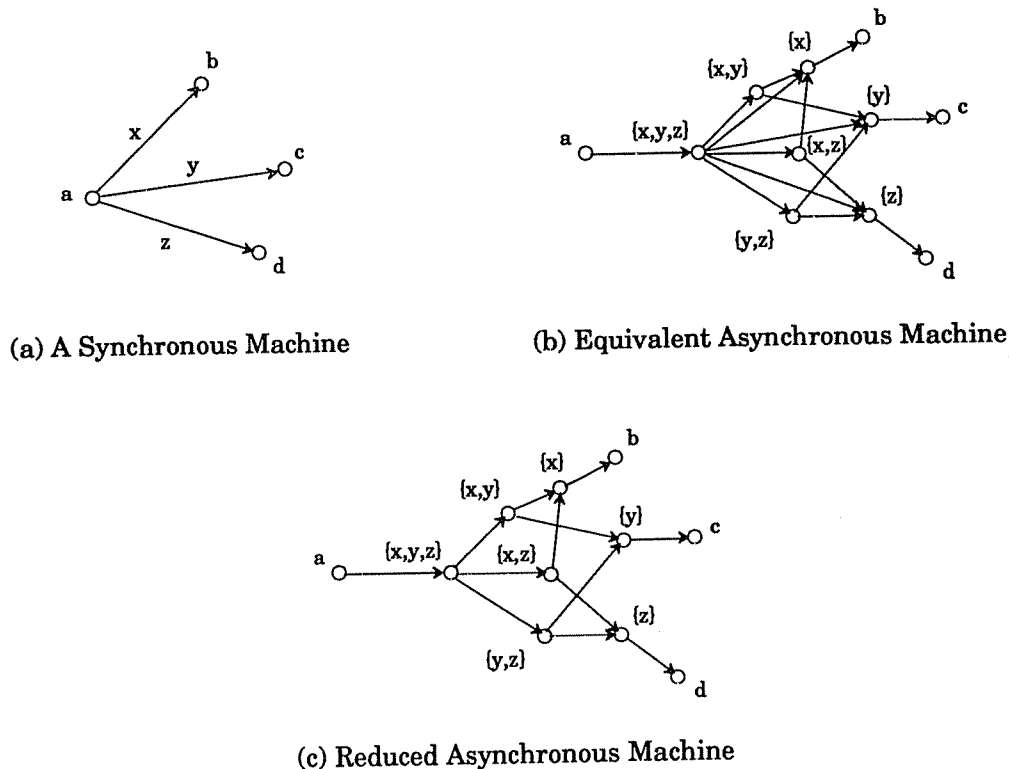 b
x
y
c
a
z
d
(a) A Synchronous Machine
b
{x}
{x,y}
{y}
c
a
{x,y,z}
{x,z}
{z}
{y,z}
d
(b) Equivalent Asynchronous Machine
b
{x}
{x,y}
{y}
c
a
{x,y,z}
{x,z}
{z}
{y,z}
d
(c) Reduced Asynchronous Machine